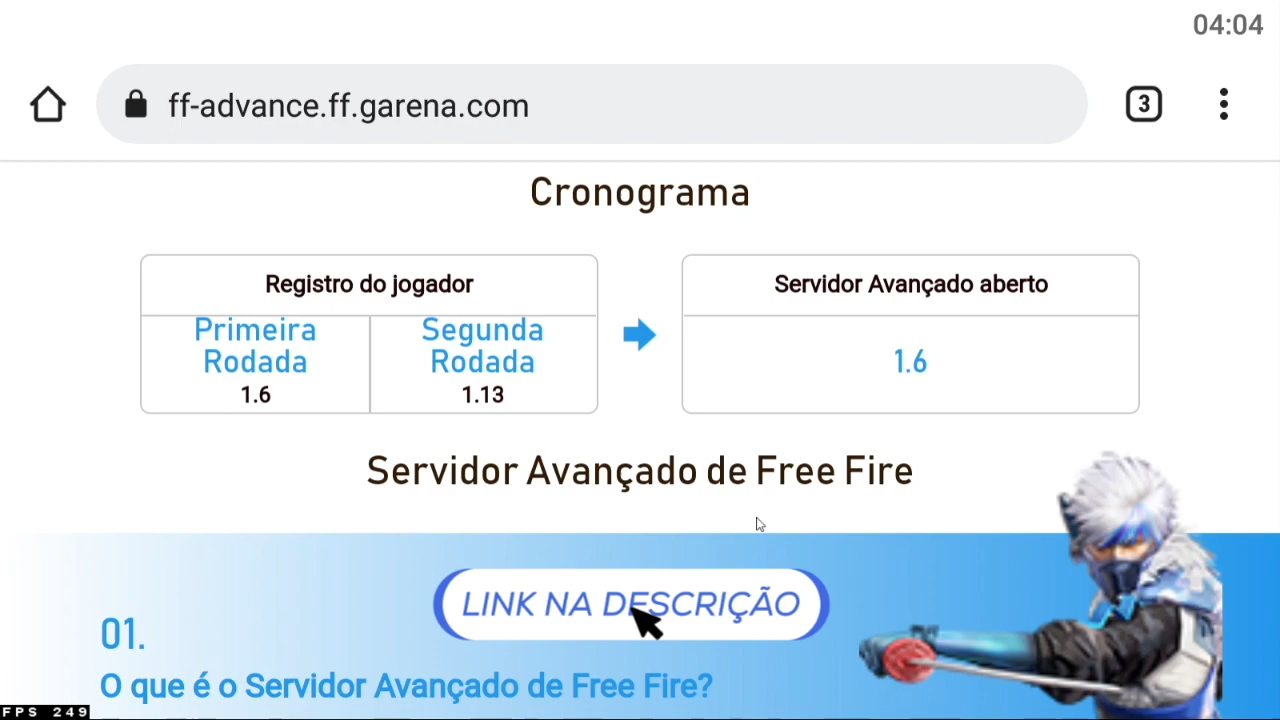 04:04
ff-advance.ff.garena.com
3
Cronograma
Registro do jogador
Servidor Avançado aberto
Primeira
Rodada
1.6
Segunda
Rodada
1.13
1.6
Servidor Avançado de Free Fire
LINK NA DESCRIÇÃO
01.
O que é o Servidor Avançado de Free Fire?
FPS 249